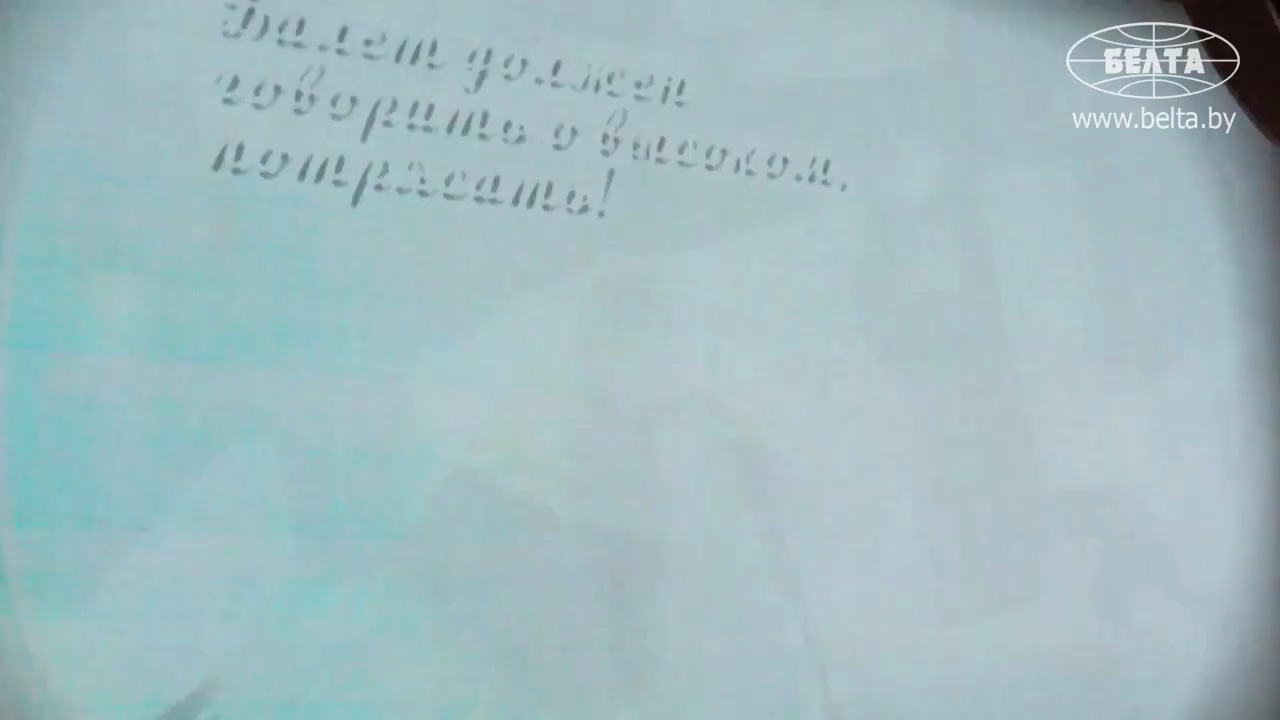 Балет должен
говорить о высоком,
потрясать!
БЕЛТА
www.belta.by